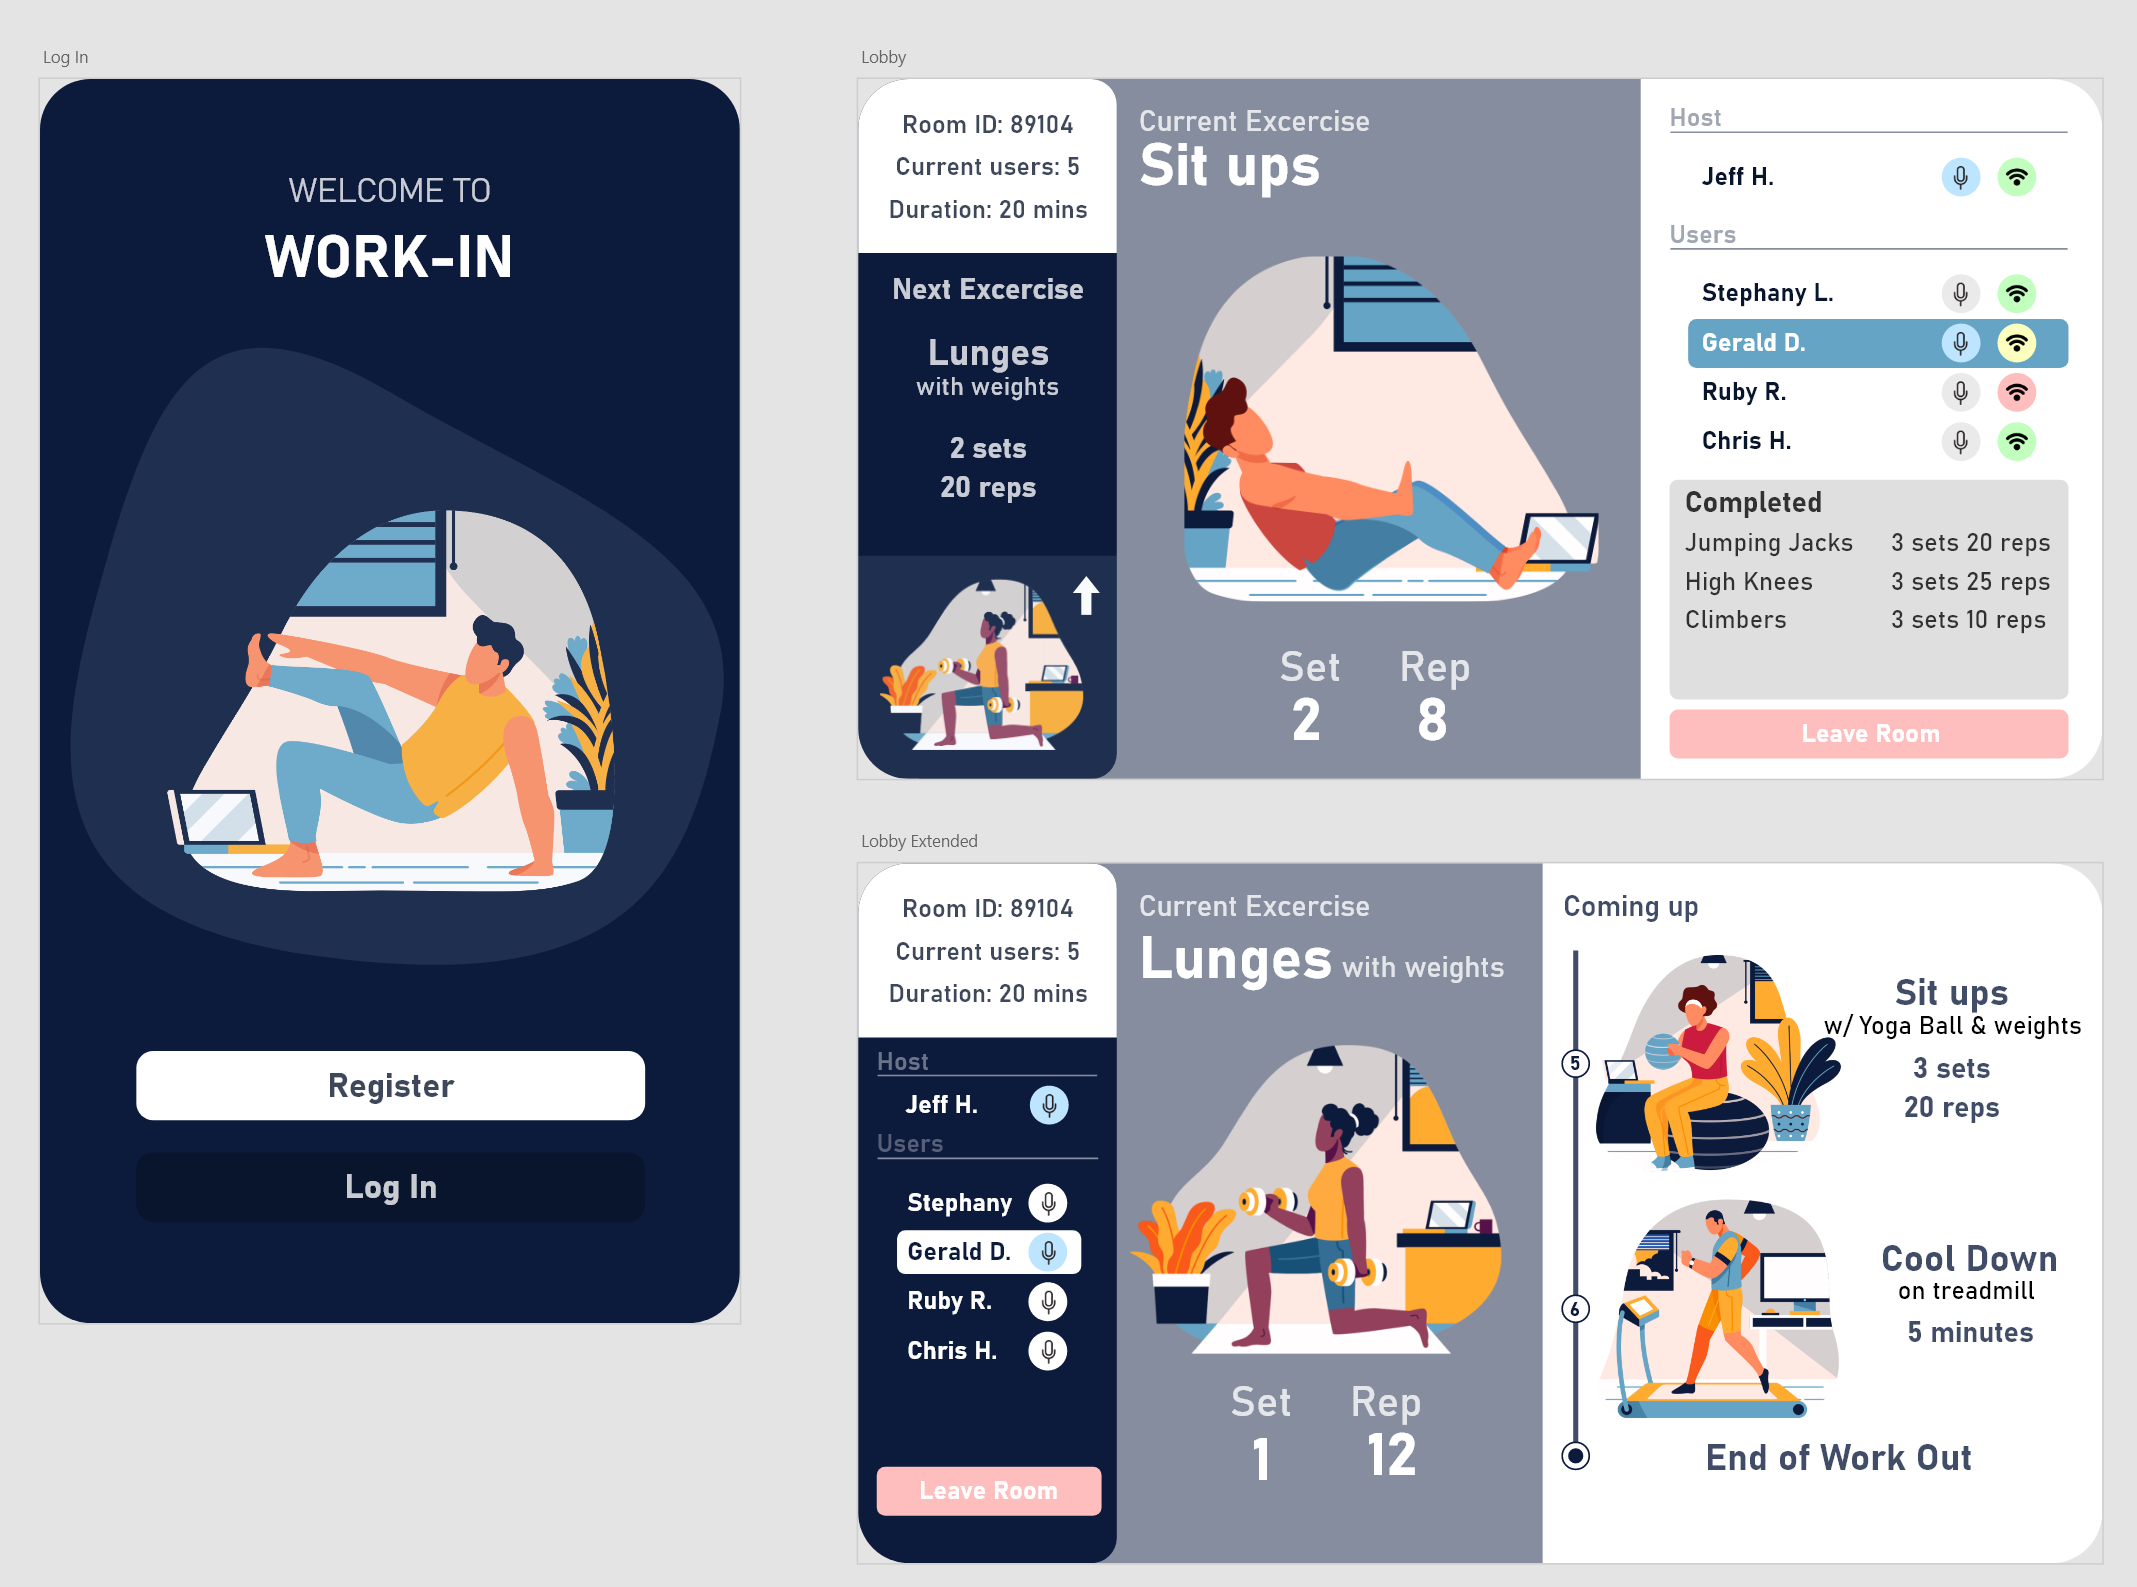 Log In
WELCOME TO
WORK-IN
Register
Log In
Lobby
Room ID: 89104
Current users: 5
Duration: 20 mins
Next Excercise
Lunges
with weights
2 sets
20 reps
Current Excercise
Sit ups
Set Rep
2 8
Host
Jeff H.
Users
Stephany L.
Gerald D.
Ruby R.
Chris H.
Completed
Jumping Jacks 3 sets 20 reps
High Knees 3 sets 25 reps
Climbers 3 sets 10 reps
Leave Room
Lobby Extended
Room ID: 89104
Current users: 5
Duration: 20 mins
Host
Jeff H.
Users
Stephany
Gerald D.
Ruby R.
Chris H.
Leave Room
Current Excercise
Lunges with weights
Set Rep
1 12
Coming up
5
Sit ups
w/ Yoga Ball & weights
3 sets
20 reps
6
Cool Down
on treadmill
5 minutes
End of Work Out